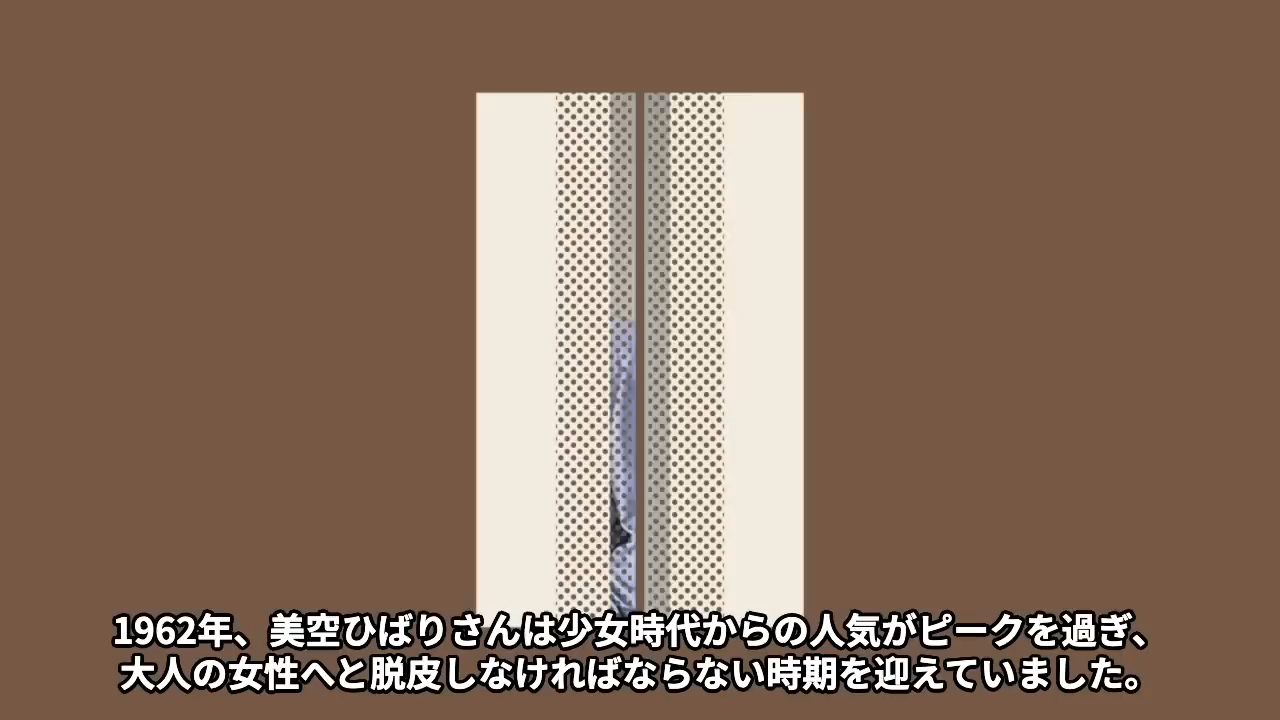 1962年、美空ひばりさんは少女時代からの人気がピークを過ぎ、
大人の女性へと脱皮しなければならない時期を迎えていました。